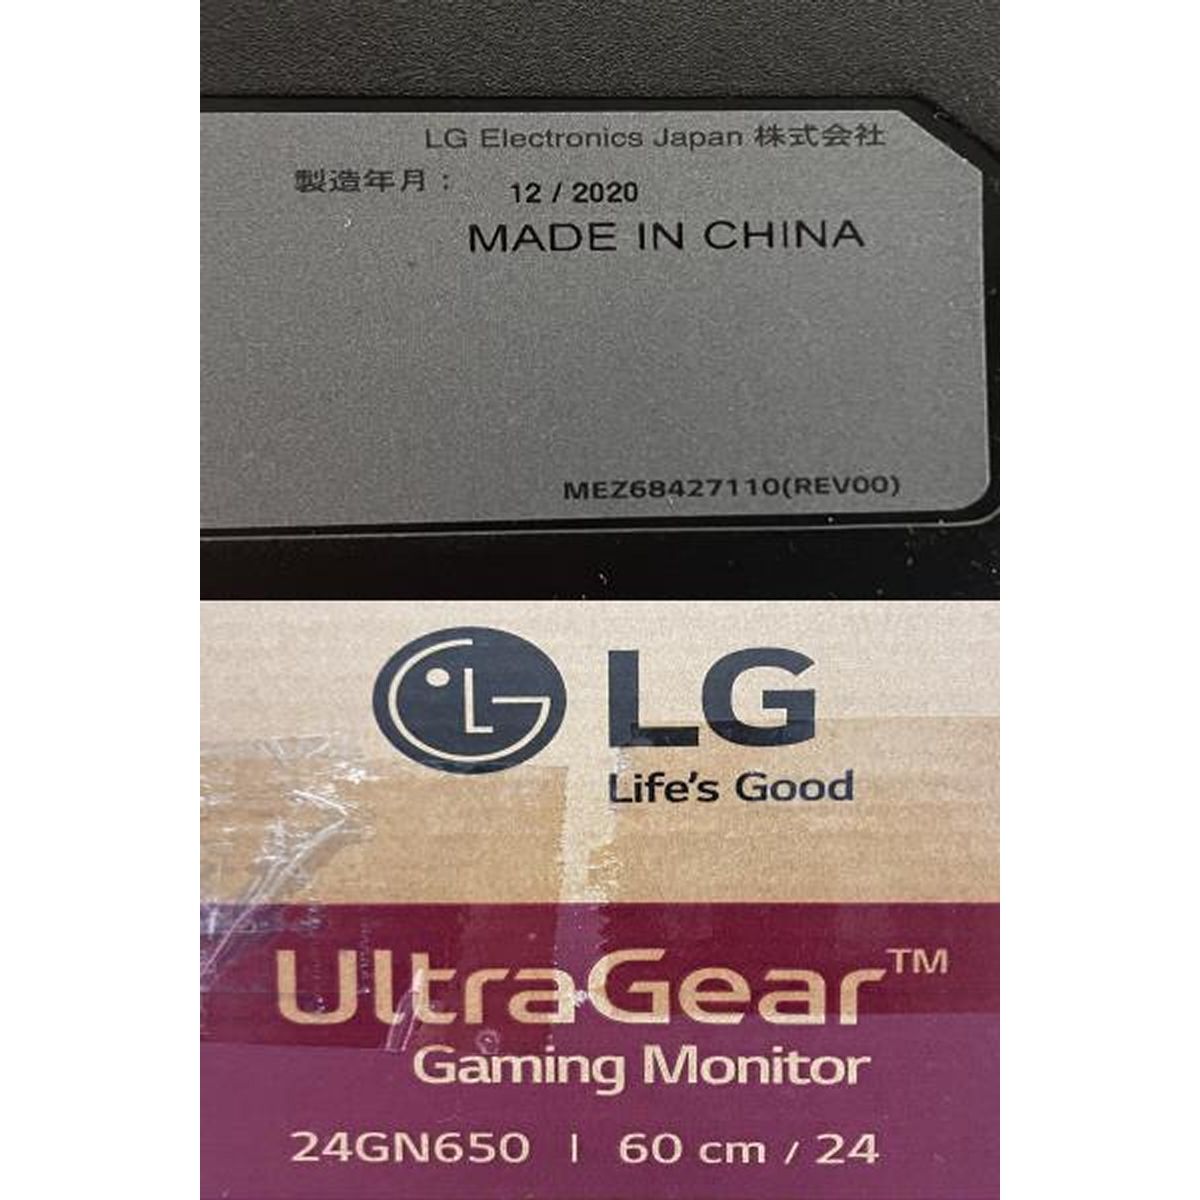 LG Electronics Japan 株式会社
製造年月：
12 / 2020
MADE IN CHINA
MEZ68427110(REV00)
LG
Life's Good
UltraGear™
Gaming Monitor
24GN650 | 60 cm / 24